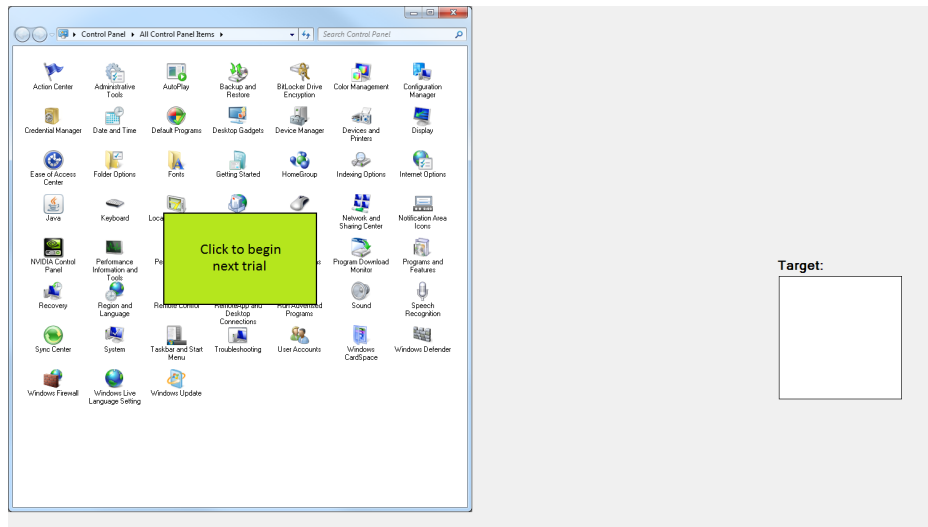 Control Panel ▸ All Control Panel Items ▸
Search Control Panel
Action Center
Administrative
Tools
AutoPlay
Backup and
Restore
BitLocker Drive
Encryption
Color Management
Configuration
Manager
Credential Manager
Date and Time
Default Programs
Desktop Gadgets
Device Manager
Devices and
Printers
Display
Ease of Access
Center
Folder Options
Fonts
Getting Started
HomeGroup
Indexing Options
Internet Options
Java
Keyboard
Network and
Sharing Center
Notification Area
Icons
Click to begin
next trial
NVIDIA Control
Panel
Performance
Information and
Tools
Program Download
Monitor
Programs and
Features
Target:
Recovery
Region and
Language
Remote Control
RemoteApp and
Desktop
Connections
Run Advertised
Programs
Sound
Speech
Recognition
Sync Center
System
Taskbar and Start
Menu
Troubleshooting
User Accounts
Windows
CardSpace
Windows Defender
Windows Firewall
Windows Live
Language Setting
Windows Update